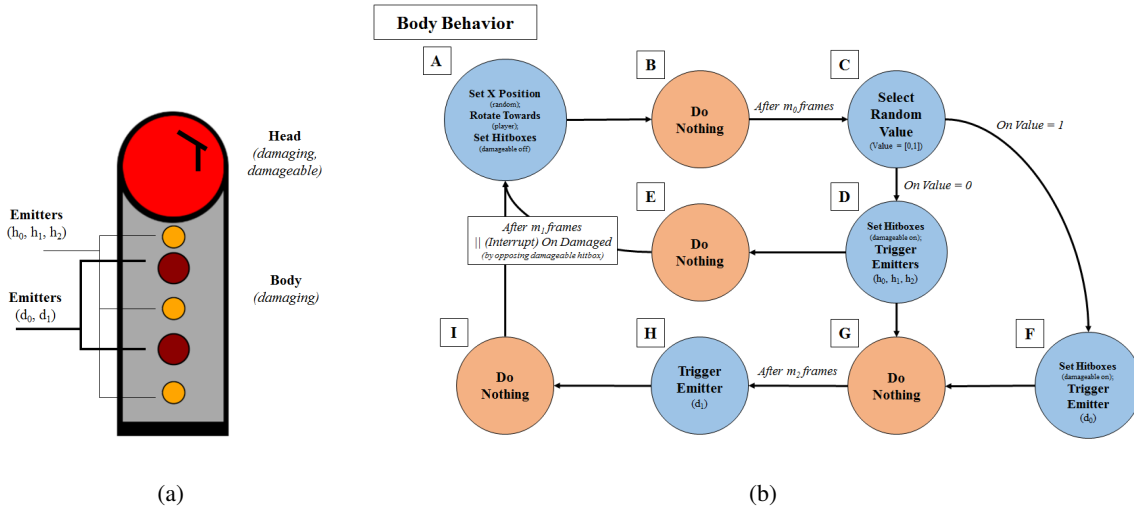 Head
(damaging,
damageable)
Emitters
(h0, h1, h2)
Emitters
(d0, d1)
Body
(damaging)
(a)
Body Behavior
A
Set X Position
(random);
Rotate Towards
(player);
Set Hitboxes
(damageable off)
B
Do
Nothing
After m0 frames
C
Select
Random
Value
(Value = [0,1])
On Value = 1
On Value = 0
D
Set Hitboxes
(damageable on);
Trigger
Emitters
(h0, h1, h2)
E
Do
Nothing
After m1 frames
|| (Interrupt) On Damaged
(by opposing damageable hitbox)
F
Set Hitboxes
(damageable on);
Trigger
Emitter
(d0)
G
Do
Nothing
After m2 frames
H
Trigger
Emitter
(d1)
I
Do
Nothing
(b)